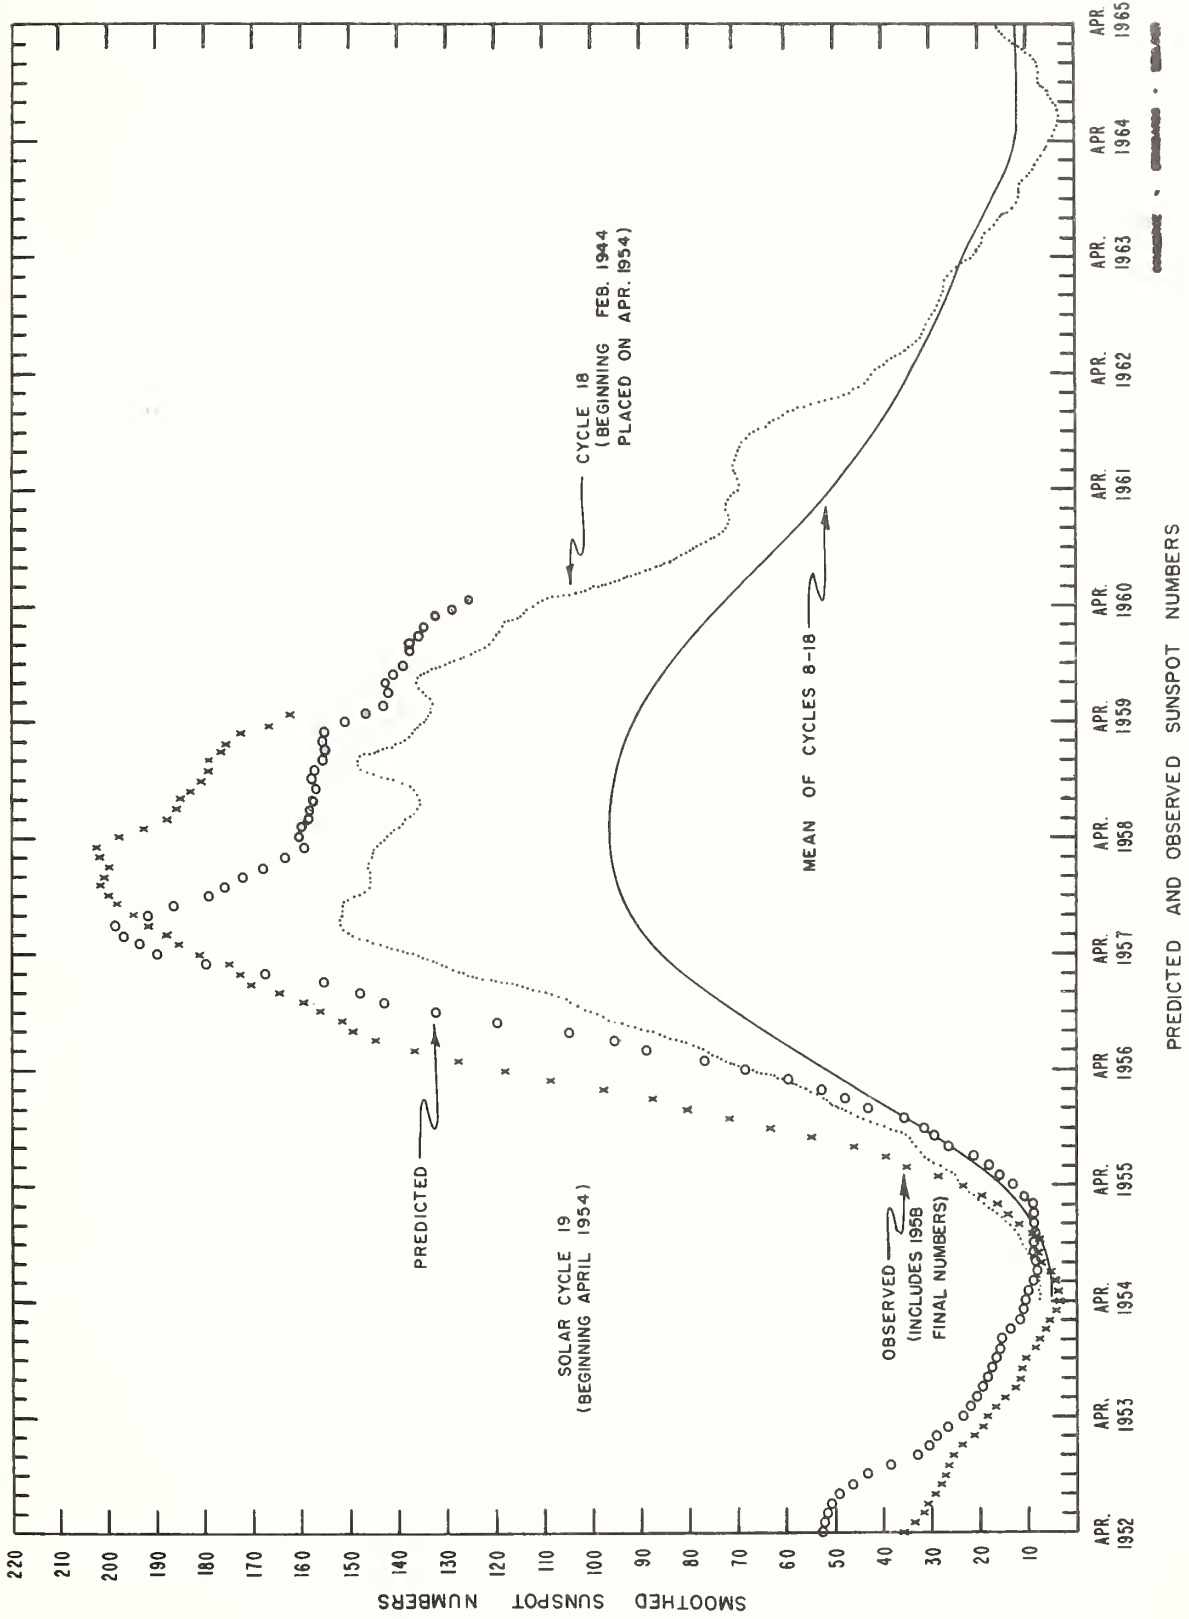 220
210
200
190
180
170
160
150
140
130
120
110
100
90
80
70
60
50
40
30
20
10
SMOOTHED SUNSPOT NUMBERS
PREDICTED
SOLAR CYCLE 19
(BEGINNING APRIL 1954)
OBSERVED
(INCLUDES 1958
FINAL NUMBERS)
MEAN OF CYCLES 8-18
CYCLE 18
(BEGINNING FEB. 1944
PLACED ON APR. 1954)
APR. APR. APR. APR. APR APR. APR. APR. APR. APR. APR. APR. APR APR.
1952 1953 1954 1955 1956 1957 1958 1959 1960 1961 1962 1963 1964 1965
PREDICTED AND OBSERVED SUNSPOT NUMBERS